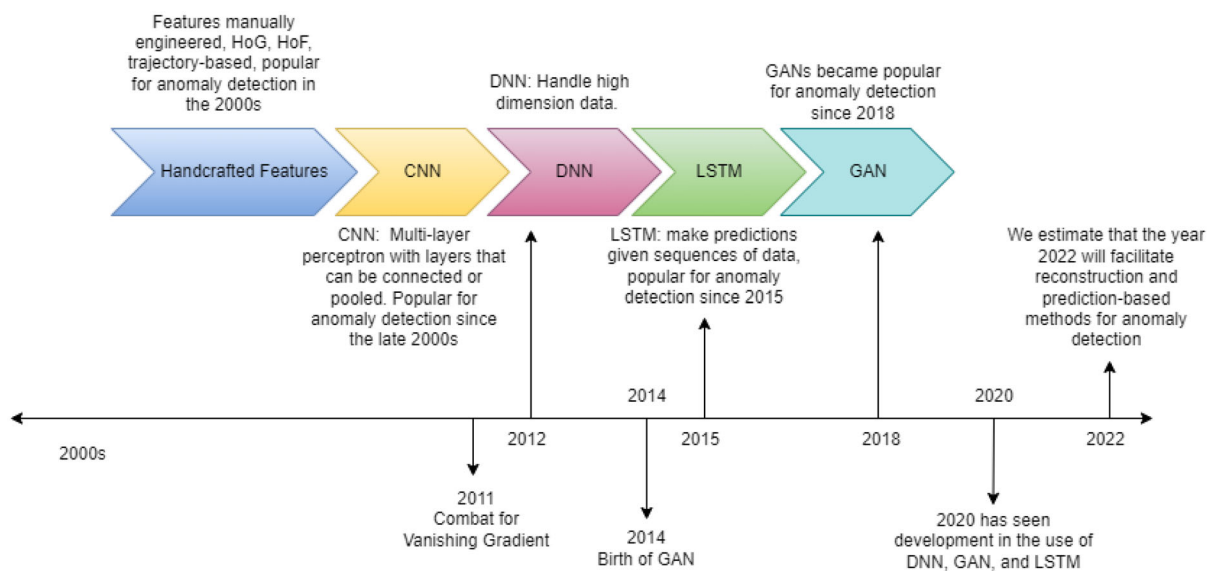 Features manually
engineered, HoG, HoF,
trajectory-based, popular
for anomaly detection in
the 2000s
DNN: Handle high
dimension data.
GANs became popular
for anomaly detection
since 2018
Handcrafted Features
CNN
DNN
LSTM
GAN
CNN:  Multi-layer
perceptron with layers that
can be connected or
pooled. Popular for
anomaly detection since
the late 2000s
LSTM: make predictions
given sequences of data,
popular for anomaly
detection since 2015
We estimate that the year
2022 will facilitate
reconstruction and
prediction-based
methods for anomaly
detection
2014
2020
2000s
2012
2015
2018
2022
2011
Combat for
Vanishing Gradient
2014
Birth of GAN
2020 has seen
development in the use of
DNN, GAN, and LSTM